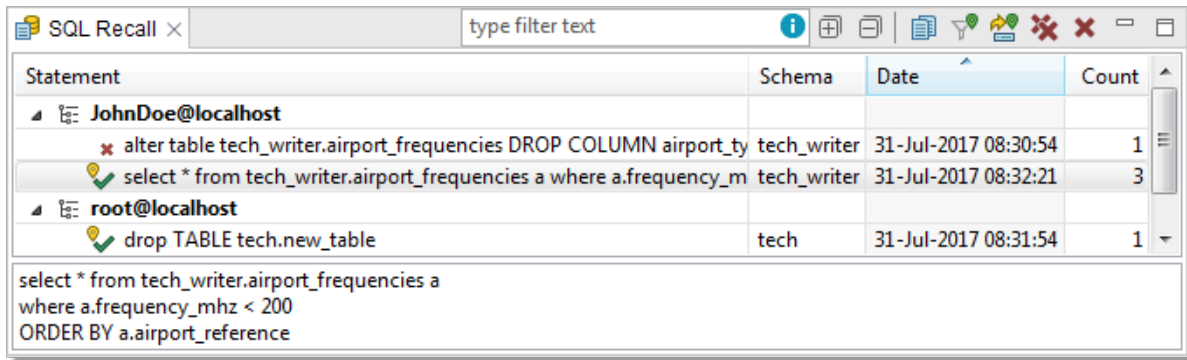 SQL Recall
type filter text
Statement Schema Date Count
JohnDoe@localhost
alter table tech_writer.airport_frequencies DROP COLUMN airport_ty tech_writer 31-Jul-2017 08:30:54 1
select * from tech_writer.airport_frequencies a where a.frequency_m tech_writer 31-Jul-2017 08:32:21 3
root@localhost
drop TABLE tech.new_table tech 31-Jul-2017 08:31:54 1
select * from tech_writer.airport_frequencies a
where a.frequency_mhz < 200
ORDER BY a.airport_reference